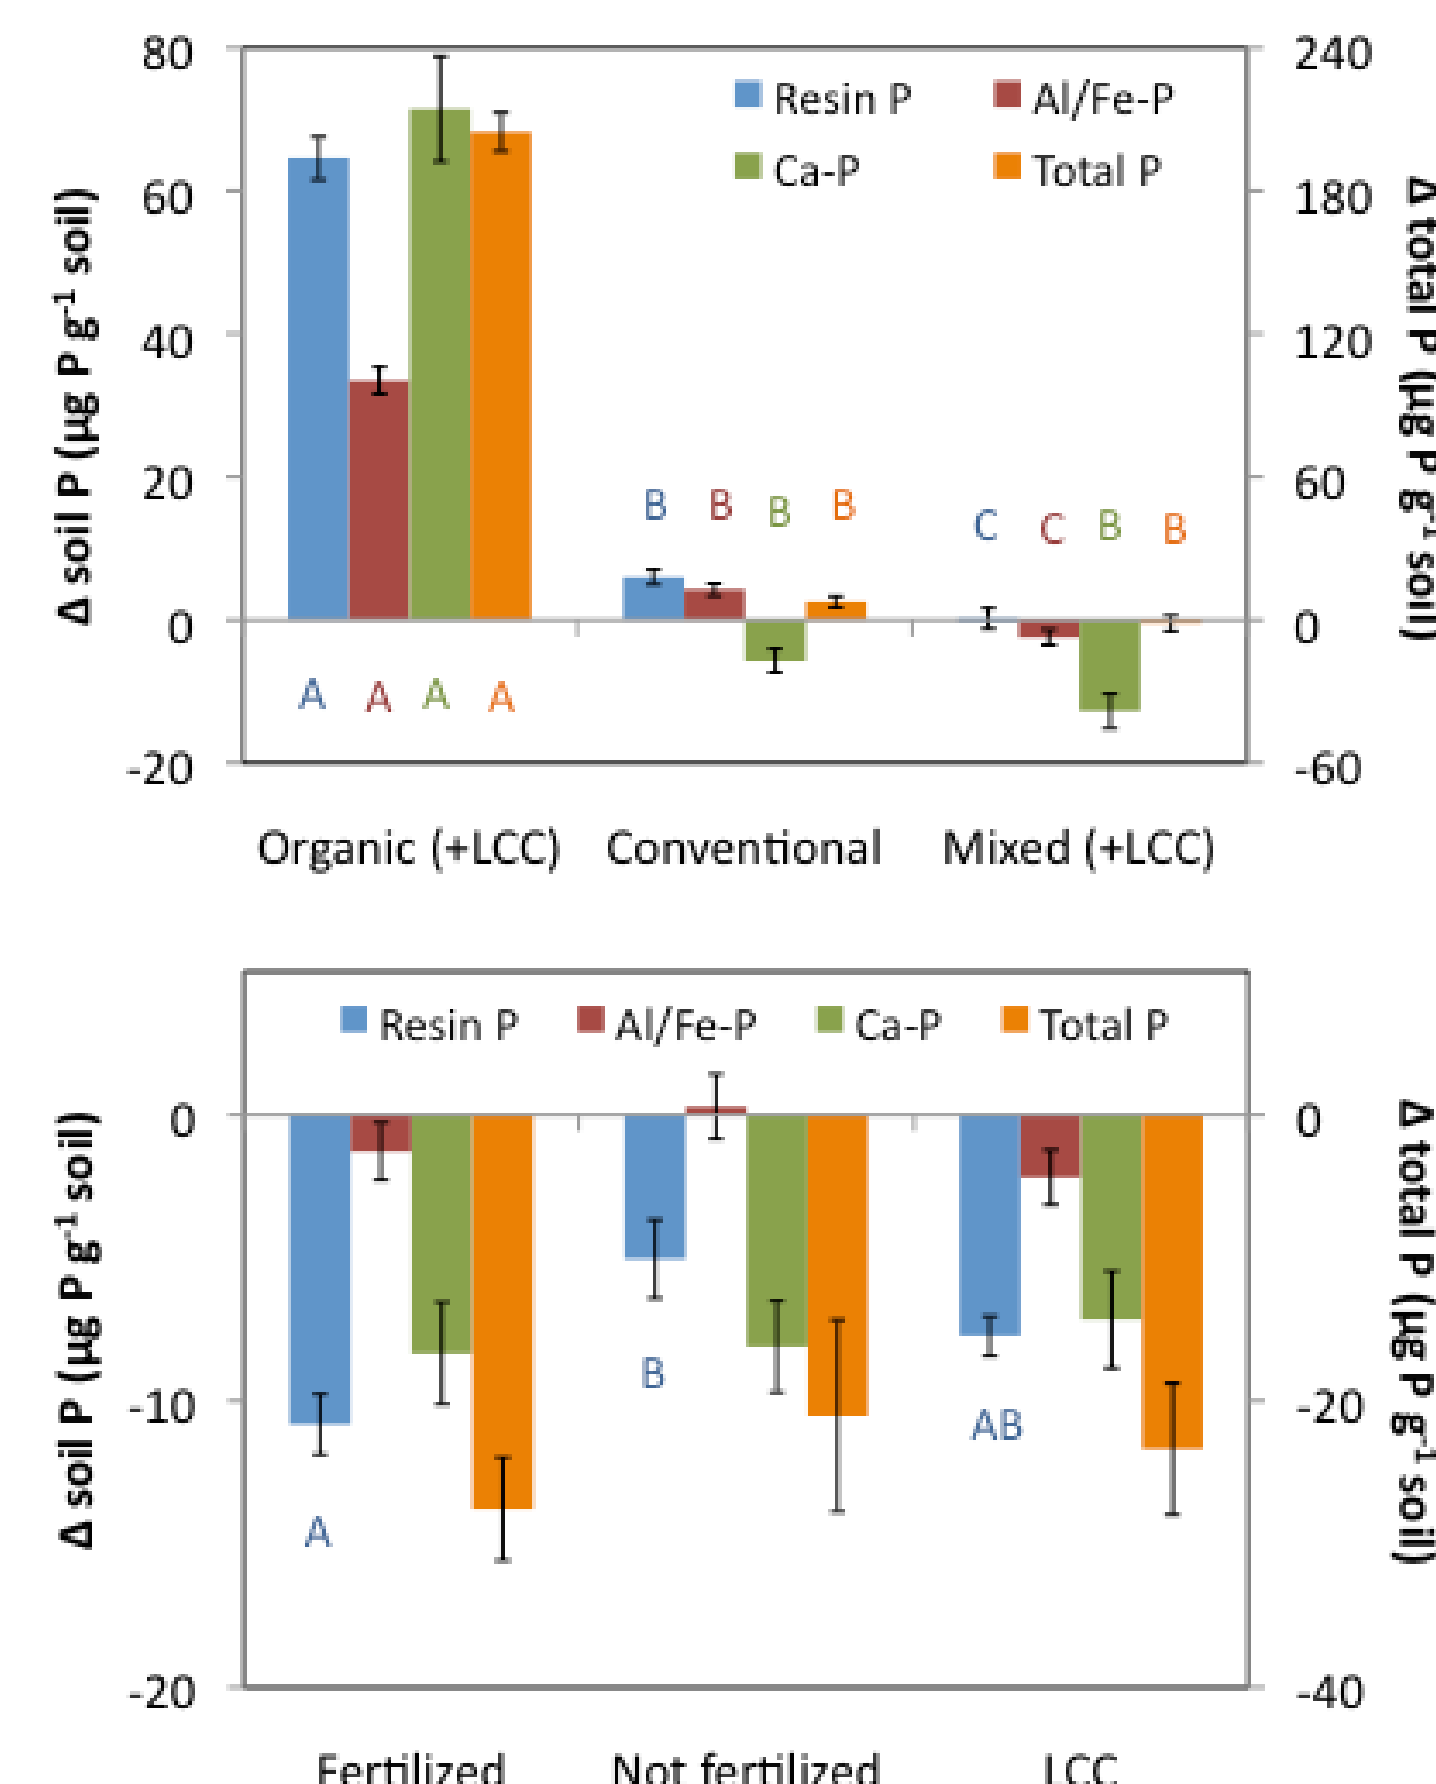 80
240
Resin P
Al/Fe-P
Ca-P
Total P
60
180
40
120
20
60
0
0
-20
-60
Δ soil P (µg P g⁻¹ soil)
Δ total P (µg P g⁻¹ soil)
B B B B
C C B B
A A A A
Organic (+LCC) Conventional Mixed (+LCC)
Resin P Al/Fe-P Ca-P Total P
0
0
-10
-20
-20
-40
Δ soil P (µg P g⁻¹ soil)
Δ total P (µg P g⁻¹ soil)
B
AB
A
Fertilized Not fertilized LCC